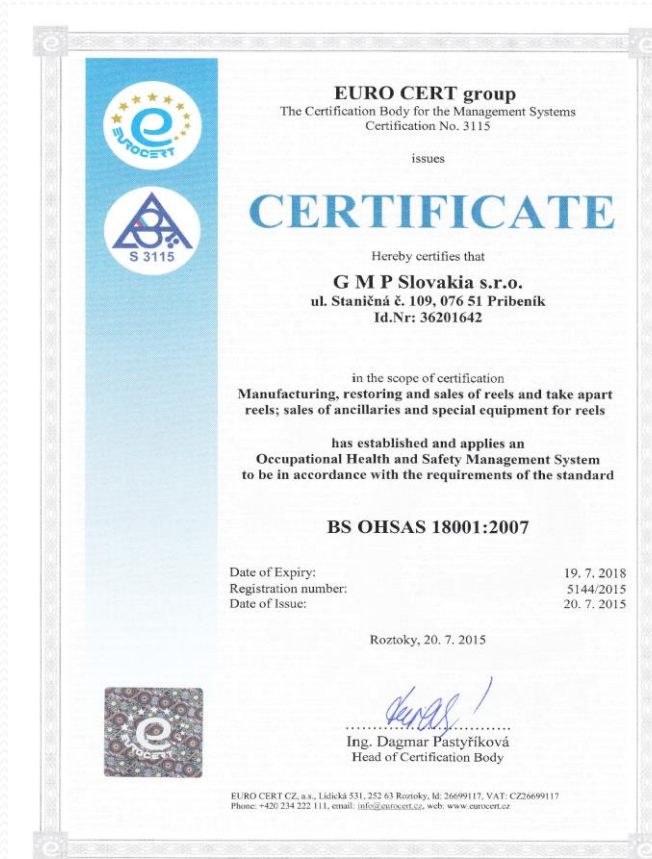 EUROCERT
S 3115
EURO CERT group
The Certification Body for the Management Systems
Certification No. 3115
issues
CERTIFICATE
Hereby certifies that
G M P Slovakia s.r.o.
ul. Staničná č. 109, 076 51 Pribeník
Id.Nr: 36201642
in the scope of certification
Manufacturing, restoring and sales of reels and take apart
reels; sales of ancillaries and special equipment for reels
has established and applies an
Occupational Health and Safety Management System
to be in accordance with the requirements of the standard
BS OHSAS 18001:2007
Date of Expiry: 19. 7. 2018
Registration number: 5144/2015
Date of Issue: 20. 7. 2015
Roztoky, 20. 7. 2015
Ing. Dagmar Pastyříková
Head of Certification Body
EUROCERT
EURO CERT CZ, a.s., Lidická 531, 252 63 Roztoky, Id: 26699117, VAT: CZ26699117
Phone: +420 234 222 111, email: info@eurocert.cz, web: www.eurocert.cz